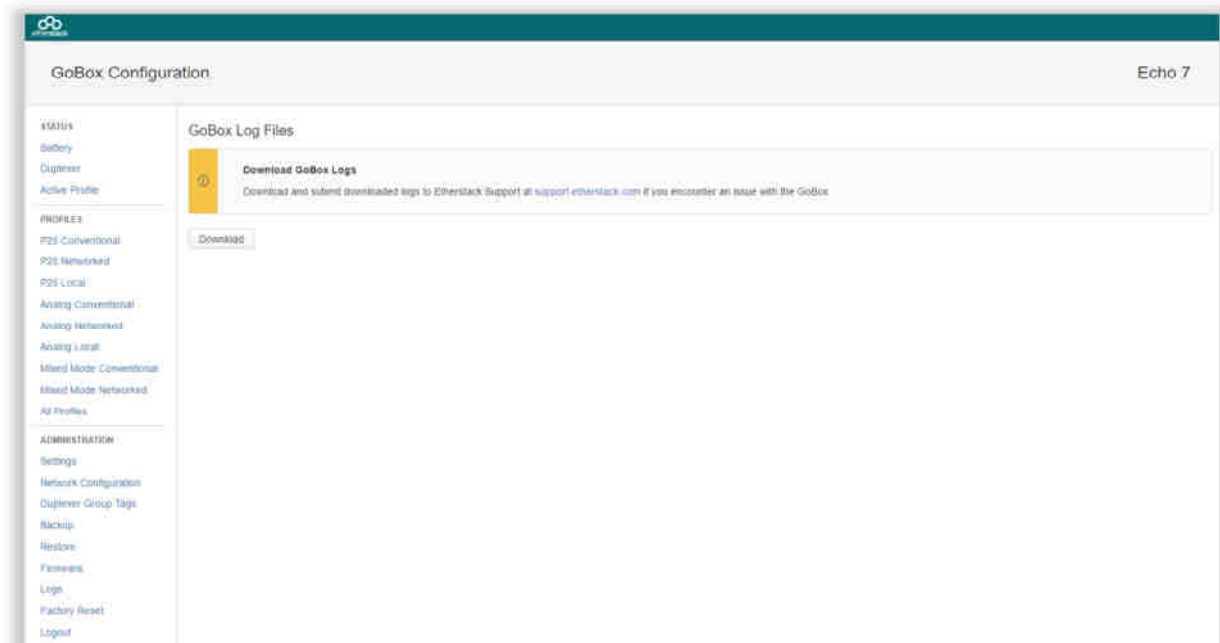 etherstack
GoBox Configuration
Echo 7
STATUS
Battery
Duplexer
Active Profile
PROFILES
P25 Conventional
P25 Networked
P25 Local
Analog Conventional
Analog Networked
Analog Local
Mixed Mode Conventional
Mixed Mode Networked
All Profiles
ADMINISTRATION
Settings
Network Configuration
Duplexer Group Tags
Backup
Restore
Firmware
Logs
Factory Reset
Logout
GoBox Log Files
Download GoBox Logs
Download and submit downloaded logs to Etherstack Support at support.etherstack.com if you encounter an issue with the GoBox
Download